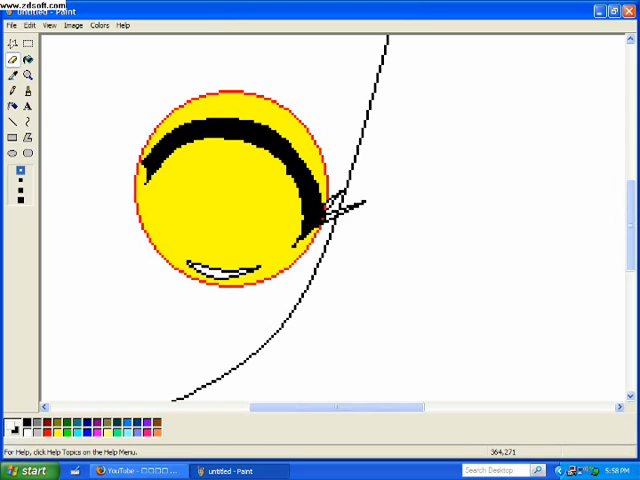 www.zdsoft.com
untitled - Paint
File Edit View Image Colors Help
A
For Help, click Help Topics on the Help Menu.
364,271
start
YouTube - □□□□
untitled - Paint
Search Desktop
5:58 PM